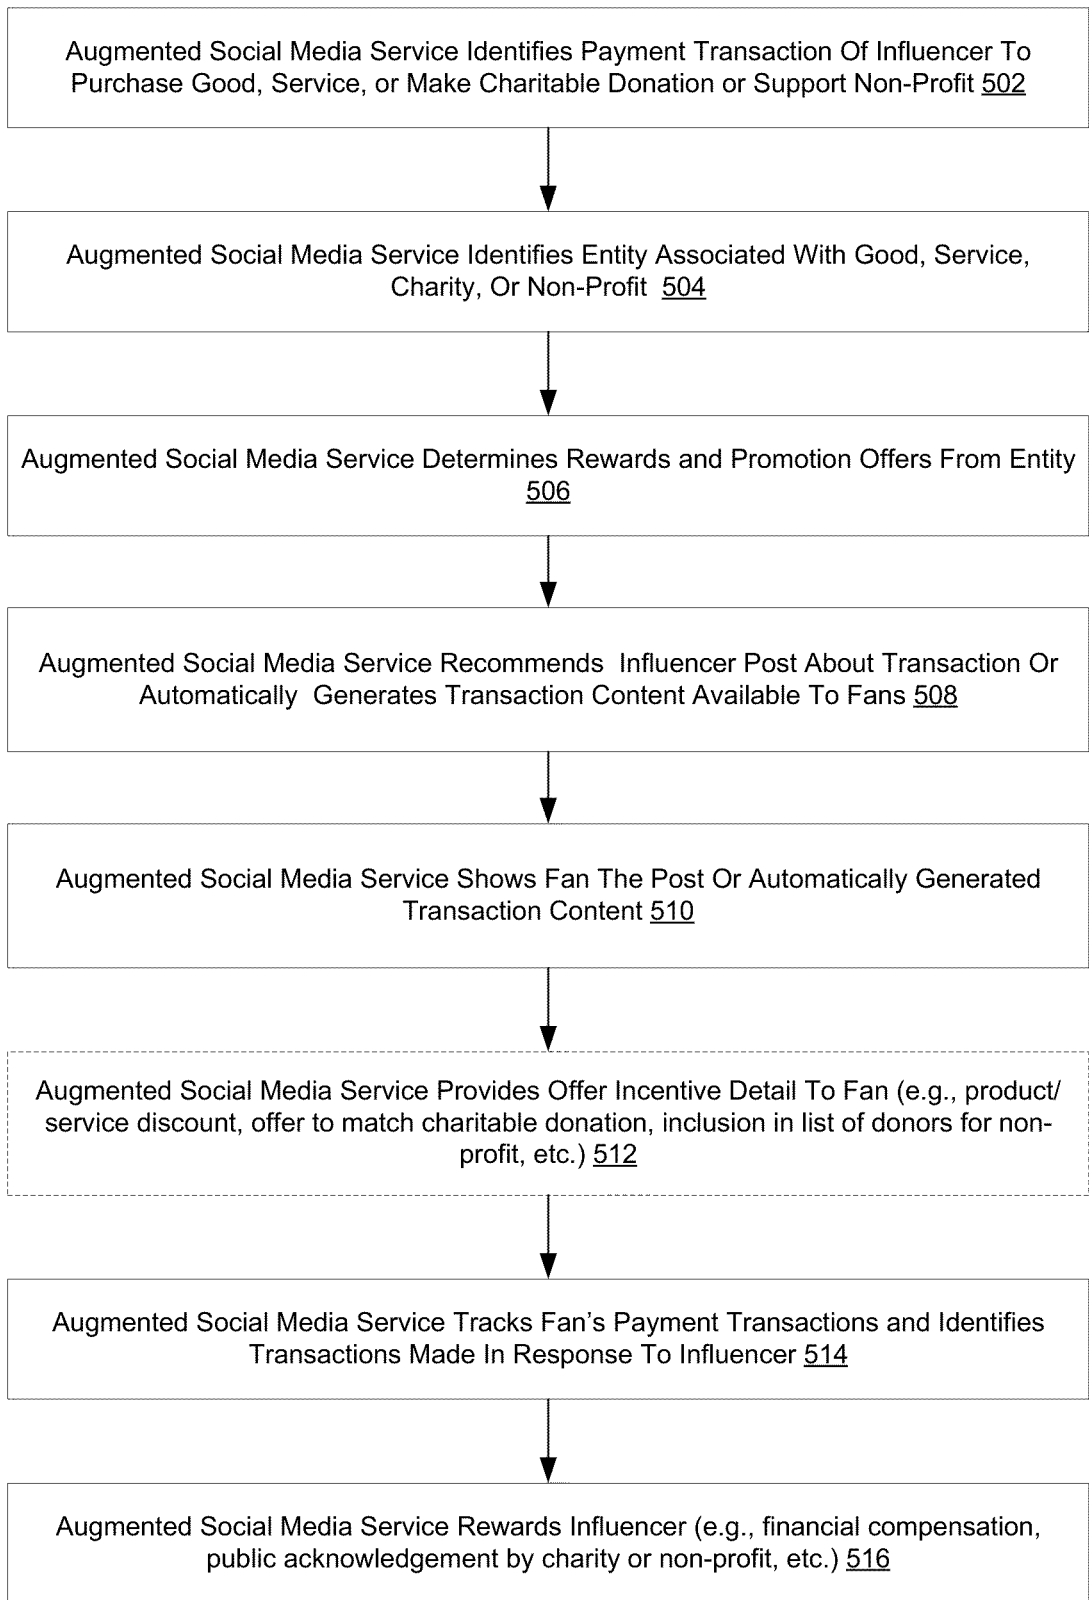 Augmented Social Media Service Identifies Payment Transaction Of Influencer To
Purchase Good, Service, or Make Charitable Donation or Support Non-Profit 502
Augmented Social Media Service Identifies Entity Associated With Good, Service,
Charity, Or Non-Profit 504
Augmented Social Media Service Determines Rewards and Promotion Offers From Entity
506
Augmented Social Media Service Recommends Influencer Post About Transaction Or
Automatically Generates Transaction Content Available To Fans 508
Augmented Social Media Service Shows Fan The Post Or Automatically Generated
Transaction Content 510
Augmented Social Media Service Provides Offer Incentive Detail To Fan (e.g., product/
service discount, offer to match charitable donation, inclusion in list of donors for non-
profit, etc.) 512
Augmented Social Media Service Tracks Fan’s Payment Transactions and Identifies
Transactions Made In Response To Influencer 514
Augmented Social Media Service Rewards Influencer (e.g., financial compensation,
public acknowledgement by charity or non-profit, etc.) 516